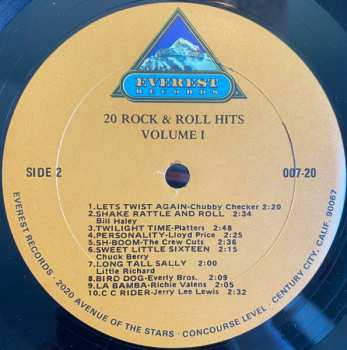 EVEREST
RECORDS
20 ROCK & ROLL HITS
VOLUME I
SIDE 2
007-20
1.LETS TWIST AGAIN-Chubby Checker 2:20
2.SHAKE RATTLE AND ROLL 2:34
Bill Haley
3.TWILIGHT TIME-Platters 2:48
4.PERSONALITY-Lloyd Price 2:25
5.SH-BOOM-The Crew Cuts 2:25
6.SWEET LITTLE SIXTEEN 2:55
Chuck Berry
7.LONG TALL SALLY 2:00
Little Richard
8.BIRD DOG-Everly Bros. 2:09
9.LA BAMBA-Richie Valens 2:07
10.C C RIDER-Jerry Lee Lewis 2:24
EVEREST RECORDS - 2020 AVENUE OF THE STARS - CONCOURSE LEVEL - CENTURY CITY, CALIF. 90067